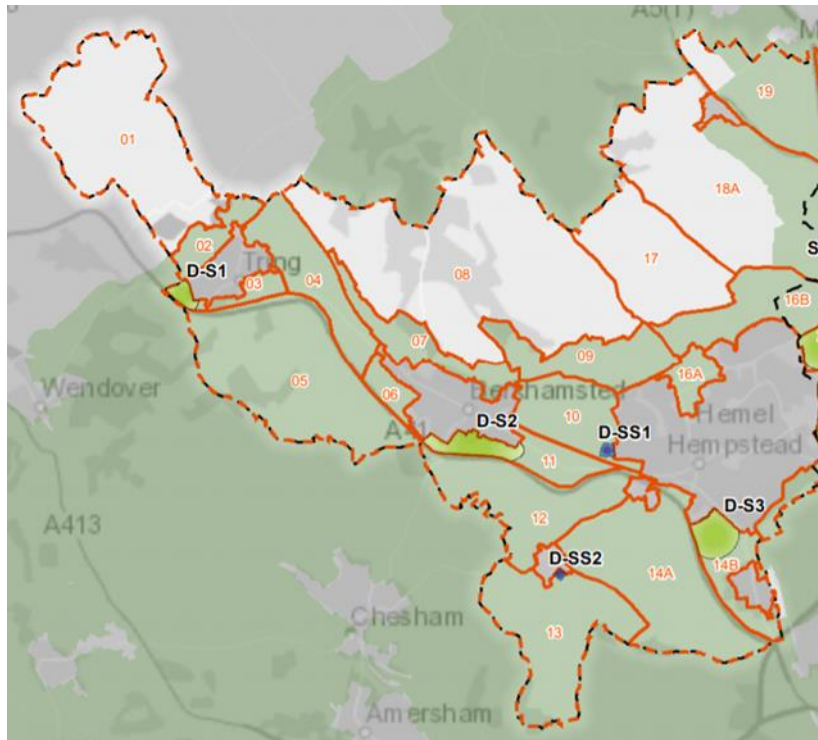 A5(1)
M
19
01
18A
02
D-S1
Tring
03
04
08
17
S
16B
07
09
16A
05
Wendover
06
Berkhamsted
A41
D-S2
10
D-SS1
Hemel
Hempstead
11
D-S3
A413
12
D-SS2
14A
14B
Chesham
13
Amersham